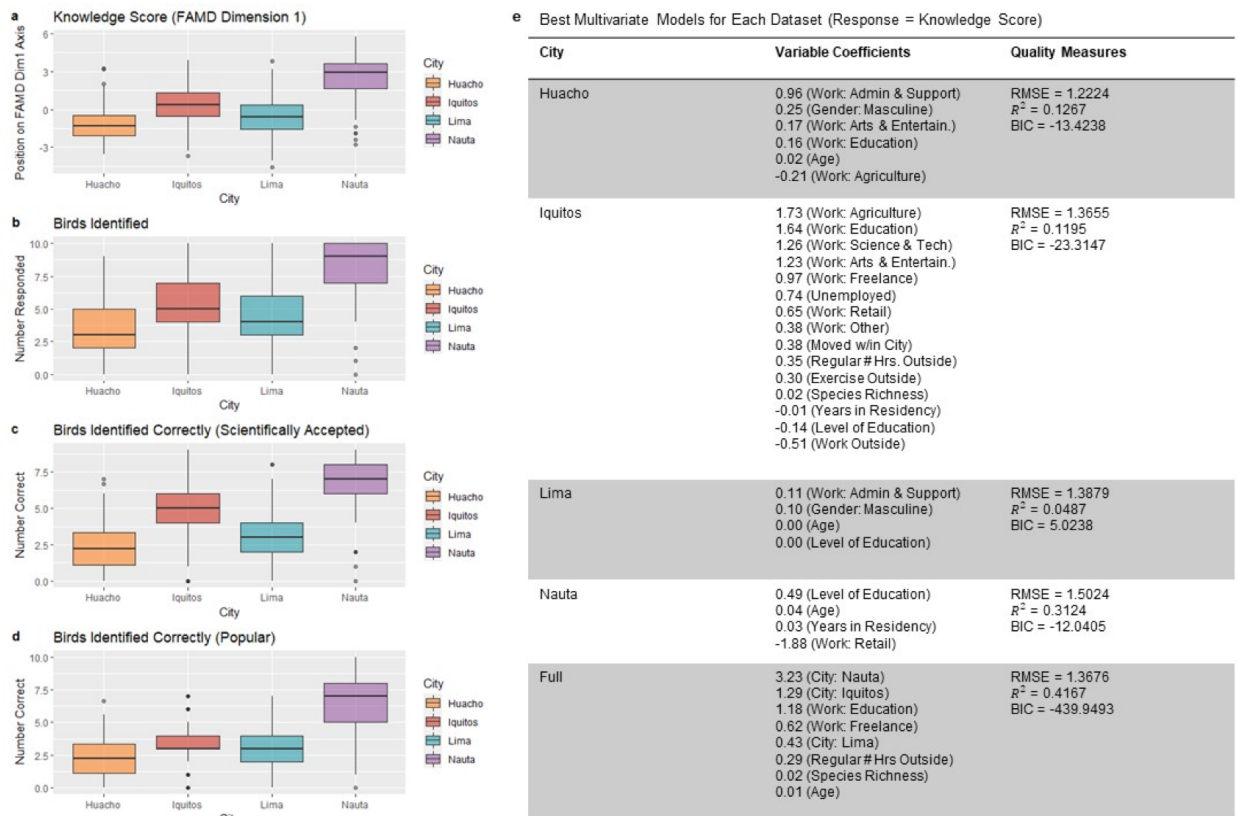 a Knowledge Score (FAMD Dimension 1)
Position on FAMD Dim1 Axis
6
3
0
-3
Huacho Iquitos Lima Nauta
City
City
Huacho
Iquitos
Lima
Nauta
b Birds Identified
Number Responded
10.0
7.5
5.0
2.5
0.0
Huacho Iquitos Lima Nauta
City
City
Huacho
Iquitos
Lima
Nauta
c Birds Identified Correctly (Scientifically Accepted)
Number Correct
7.5
5.0
2.5
0.0
Huacho Iquitos Lima Nauta
City
City
Huacho
Iquitos
Lima
Nauta
d Birds Identified Correctly (Popular)
Number Correct
10.0
7.5
5.0
2.5
0.0
Huacho Iquitos Lima Nauta
City
City
Huacho
Iquitos
Lima
Nauta
e Best Multivariate Models for Each Dataset (Response = Knowledge Score)
City Variable Coefficients Quality Measures
Huacho 0.96 (Work: Admin & Support) RMSE = 1.2224
0.25 (Gender: Masculine) R² = 0.1267
0.17 (Work: Arts & Entertain.) BIC = -13.4238
0.16 (Work: Education)
0.02 (Age)
-0.21 (Work: Agriculture)
Iquitos 1.73 (Work: Agriculture) RMSE = 1.3655
1.64 (Work: Education) R² = 0.1195
1.26 (Work: Science & Tech) BIC = -23.3147
1.23 (Work: Arts & Entertain.)
0.97 (Work: Freelance)
0.74 (Unemployed)
0.65 (Work: Retail)
0.38 (Work: Other)
0.38 (Moved w/in City)
0.35 (Regular # Hrs. Outside)
0.30 (Exercise Outside)
0.02 (Species Richness)
-0.01 (Years in Residency)
-0.14 (Level of Education)
-0.51 (Work Outside)
Lima 0.11 (Work: Admin & Support) RMSE = 1.3879
0.10 (Gender: Masculine) R² = 0.0487
0.00 (Age) BIC = 5.0238
0.00 (Level of Education)
Nauta 0.49 (Level of Education) RMSE = 1.5024
0.04 (Age) R² = 0.3124
0.03 (Years in Residency) BIC = -12.0405
-1.88 (Work: Retail)
Full 3.23 (City: Nauta) RMSE = 1.3676
1.29 (City: Iquitos) R² = 0.4167
1.18 (Work: Education) BIC = -439.9493
0.62 (Work: Freelance)
0.43 (City: Lima)
0.29 (Regular # Hrs Outside)
0.02 (Species Richness)
0.01 (Age)